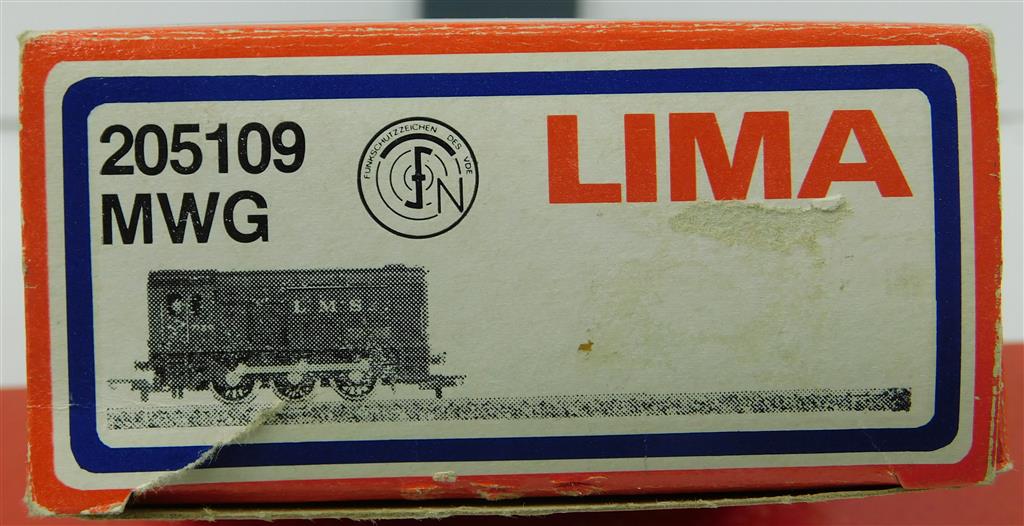 205109
MWG
FUNKSCHUTZZEICHEN DES VDE
N
LIMA
L M S